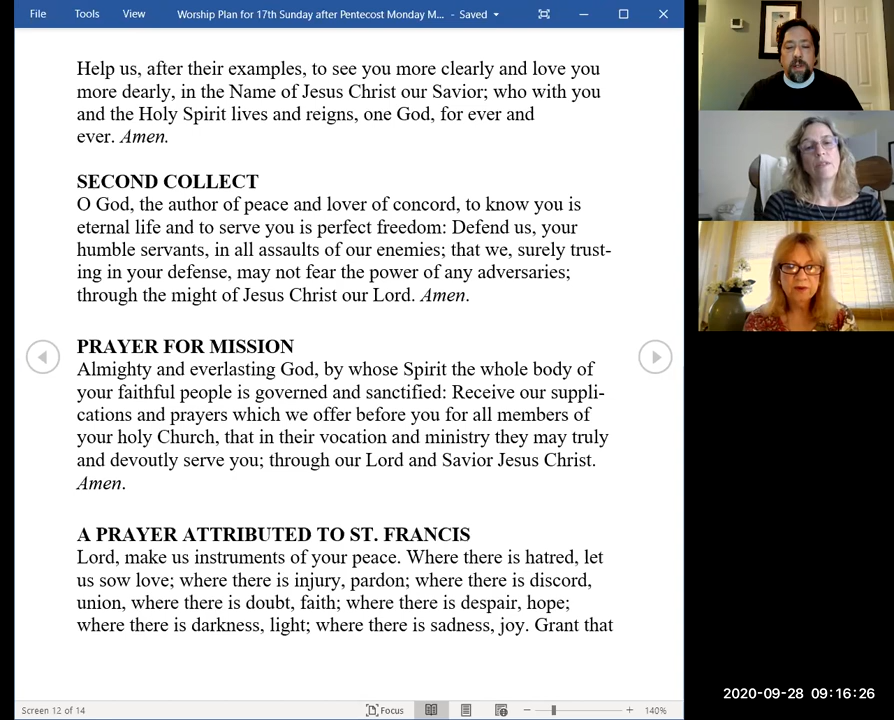 File Tools View Worship Plan for 17th Sunday after Pentecost Monday M... - Saved
Help us, after their examples, to see you more clearly and love you
more dearly, in the Name of Jesus Christ our Savior; who with you
and the Holy Spirit lives and reigns, one God, for ever and
ever. Amen.
SECOND COLLECT
O God, the author of peace and lover of concord, to know you is
eternal life and to serve you is perfect freedom: Defend us, your
humble servants, in all assaults of our enemies; that we, surely trust-
ing in your defense, may not fear the power of any adversaries;
through the might of Jesus Christ our Lord. Amen.
PRAYER FOR MISSION
Almighty and everlasting God, by whose Spirit the whole body of
your faithful people is governed and sanctified: Receive our suppli-
cations and prayers which we offer before you for all members of
your holy Church, that in their vocation and ministry they may truly
and devoutly serve you; through our Lord and Savior Jesus Christ.
Amen.
A PRAYER ATTRIBUTED TO ST. FRANCIS
Lord, make us instruments of your peace. Where there is hatred, let
us sow love; where there is injury, pardon; where there is discord,
union, where there is doubt, faith; where there is despair, hope;
where there is darkness, light; where there is sadness, joy. Grant that
2020-09-28 09:16:26
Screen 12 of 14 Focus 140%